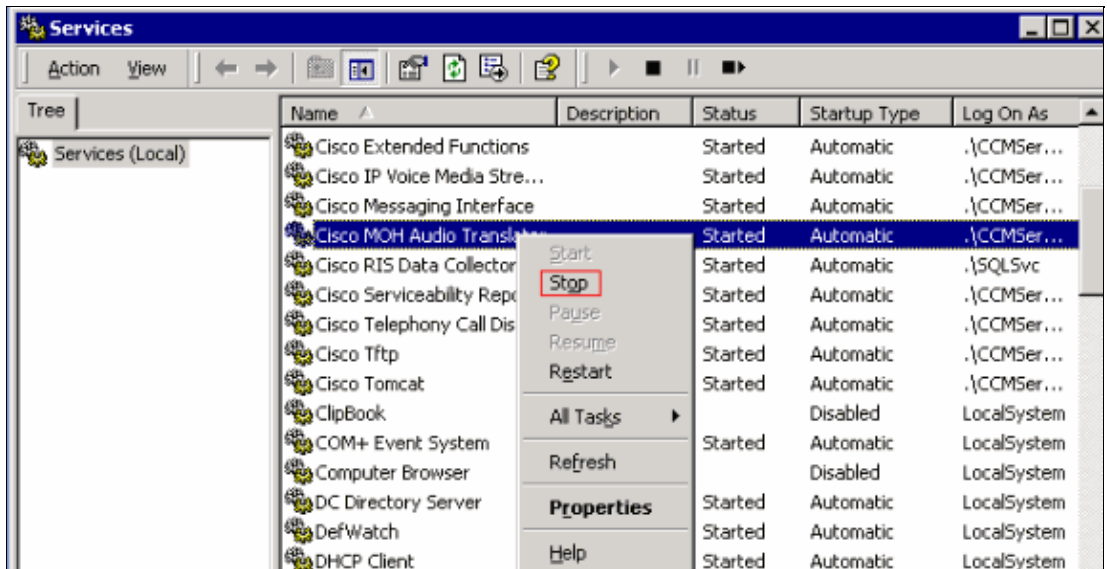 Services
Action View
Tree
Services (Local)
Name Description Status Startup Type Log On As
Cisco Extended Functions Started Automatic .\CCMSer...
Cisco IP Voice Media Stre... Started Automatic .\CCMSer...
Cisco Messaging Interface Started Automatic .\CCMSer...
Cisco MOH Audio Translator Started Automatic .\CCMSer...
Cisco RIS Data Collector Started Automatic .\SQLSvc
Cisco Serviceability Repo Started Automatic .\CCMSer...
Cisco Telephony Call Dis Started Automatic .\CCMSer...
Cisco Tftp Started Automatic .\CCMSer...
Cisco Tomcat Started Automatic .\CCMSer...
ClipBook Disabled LocalSystem
COM+ Event System Started Automatic LocalSystem
Computer Browser Disabled LocalSystem
DC Directory Server Started Automatic LocalSystem
DefWatch Started Automatic LocalSystem
DHCP Client Started Automatic LocalSystem
Start
Stop
Pause
Resume
Restart
All Tasks
Refresh
Properties
Help